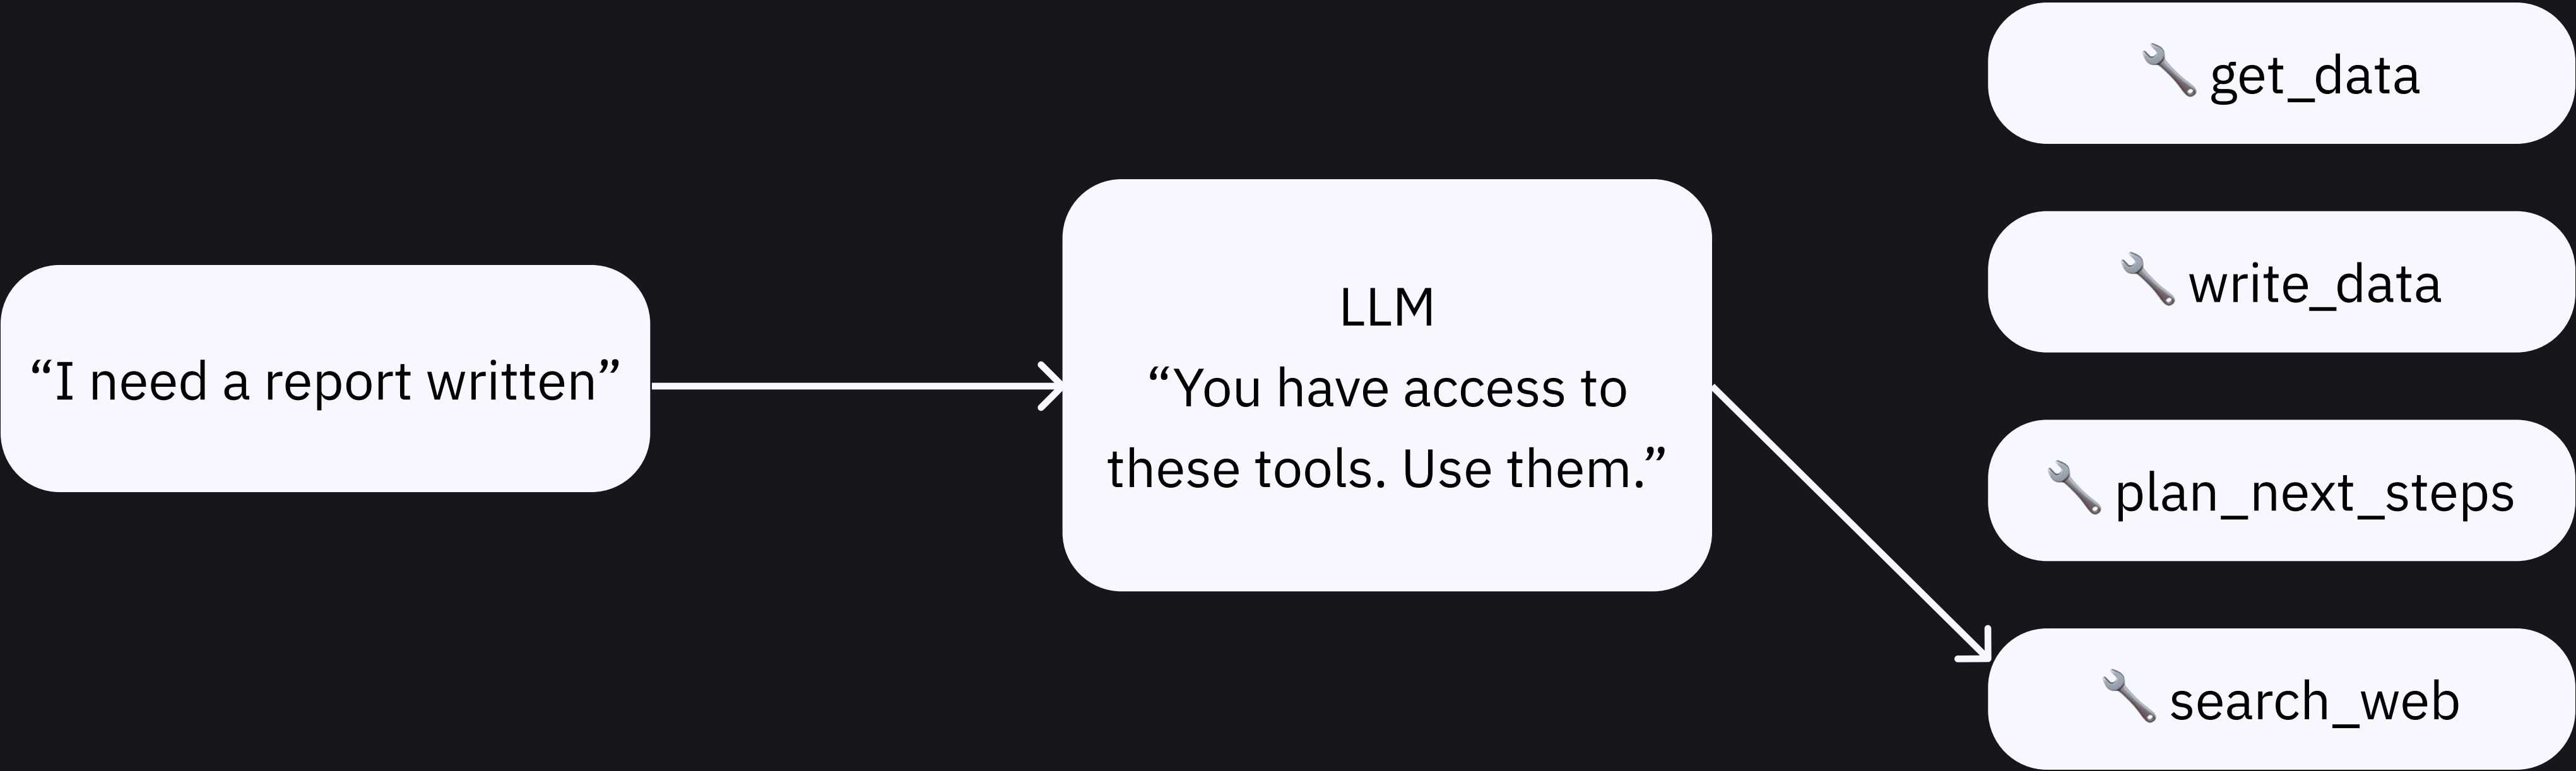 “I need a report written”
LLM
“You have access to
these tools. Use them.”
get_data
write_data
plan_next_steps
search_web